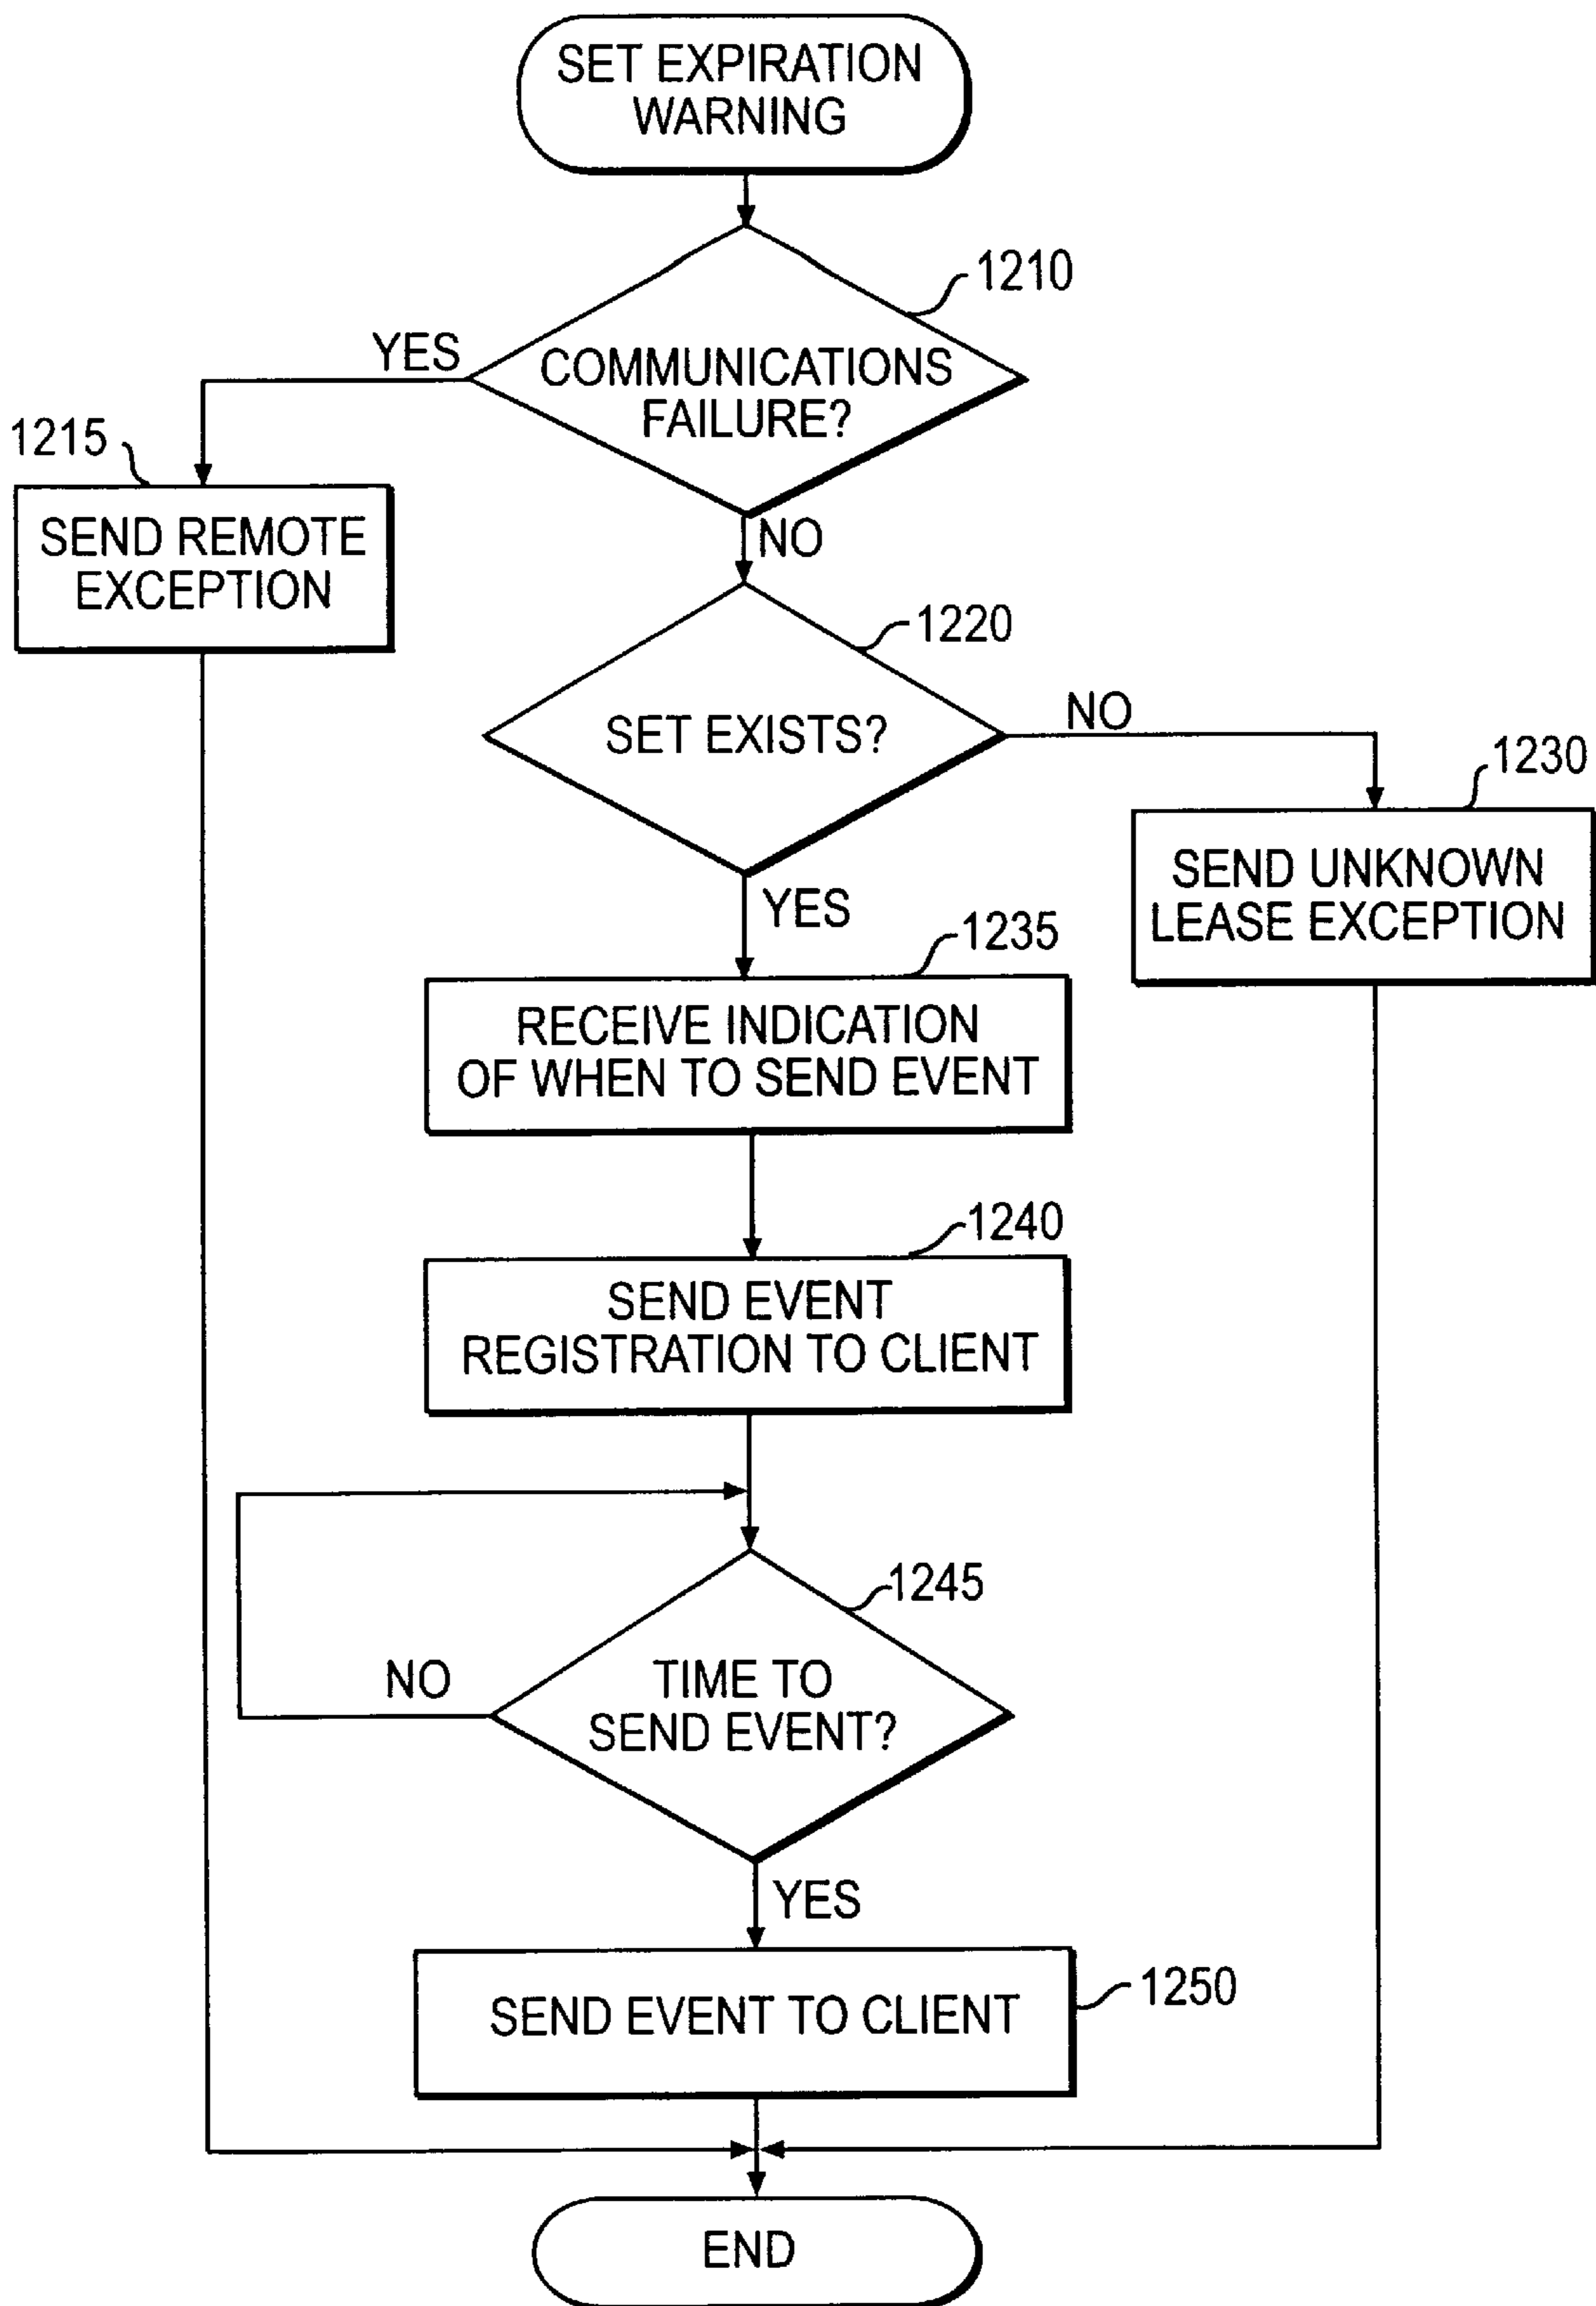 SET EXPIRATION
WARNING
1210
YES
COMMUNICATIONS
FAILURE?
1215
NO
SEND REMOTE
EXCEPTION
1220
SET EXISTS?
NO
1230
SEND UNKNOWN
LEASE EXCEPTION
YES
1235
RECEIVE INDICATION
OF WHEN TO SEND EVENT
1240
SEND EVENT
REGISTRATION TO CLIENT
1245
NO
TIME TO
SEND EVENT?
YES
1250
SEND EVENT TO CLIENT
END